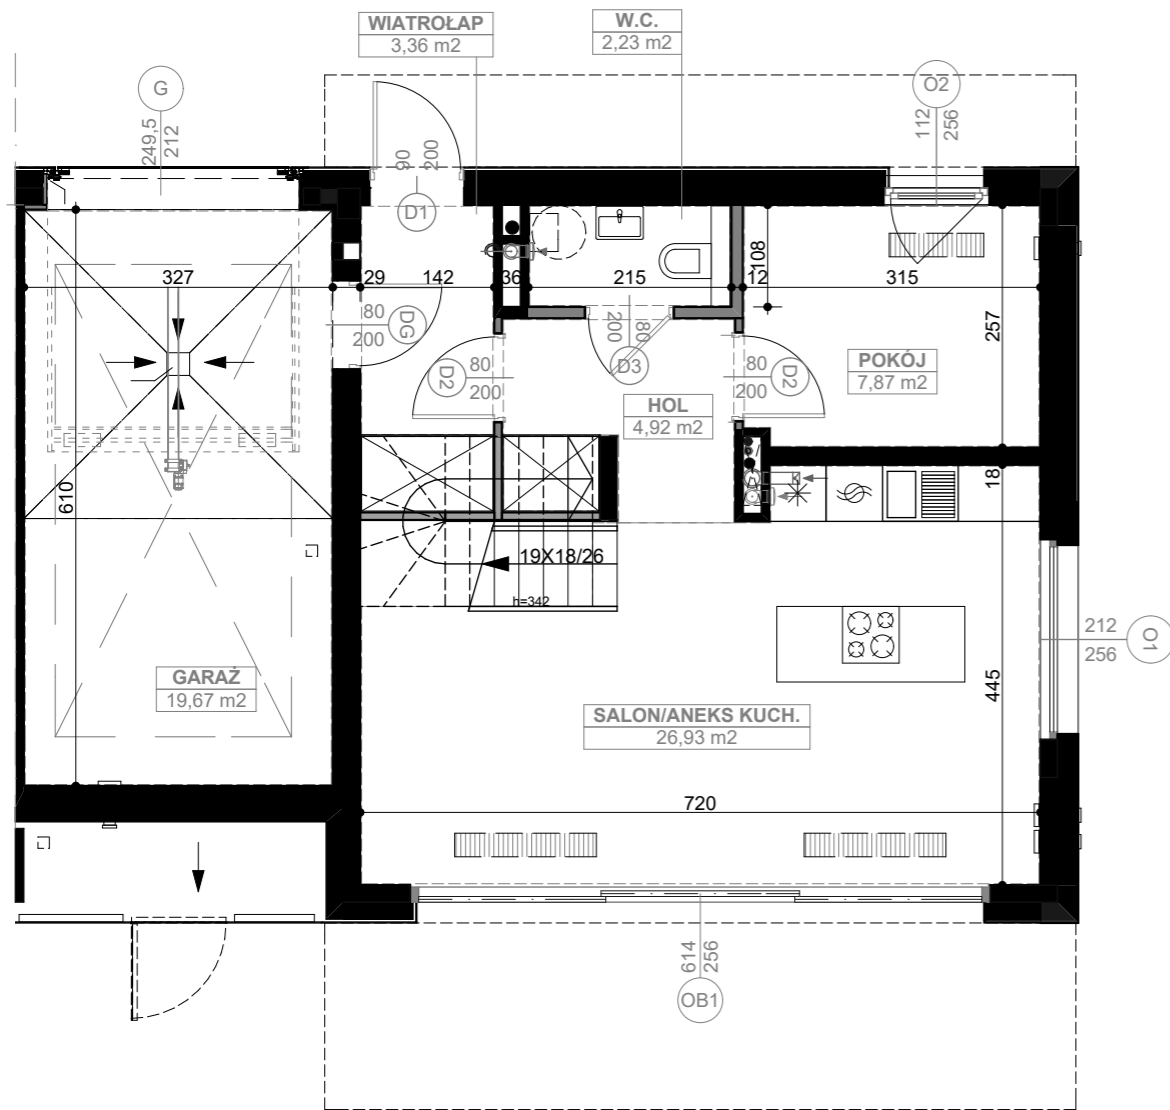 WIATROŁAP
3,36 m2
W.C.
2,23 m2
G
249,5
212
O2
112
256
90
200
D1
108
327
29
142
36
215
12
315
80
200
DG
80
200
D2
80
200
D3
80
200
D2
257
POKÓJ
7,87 m2
HOL
4,92 m2
610
18
19X18/26
h=342
212
256
O1
GARAŻ
19,67 m2
445
SALON/ANEKS KUCH.
26,93 m2
720
614
256
OB1